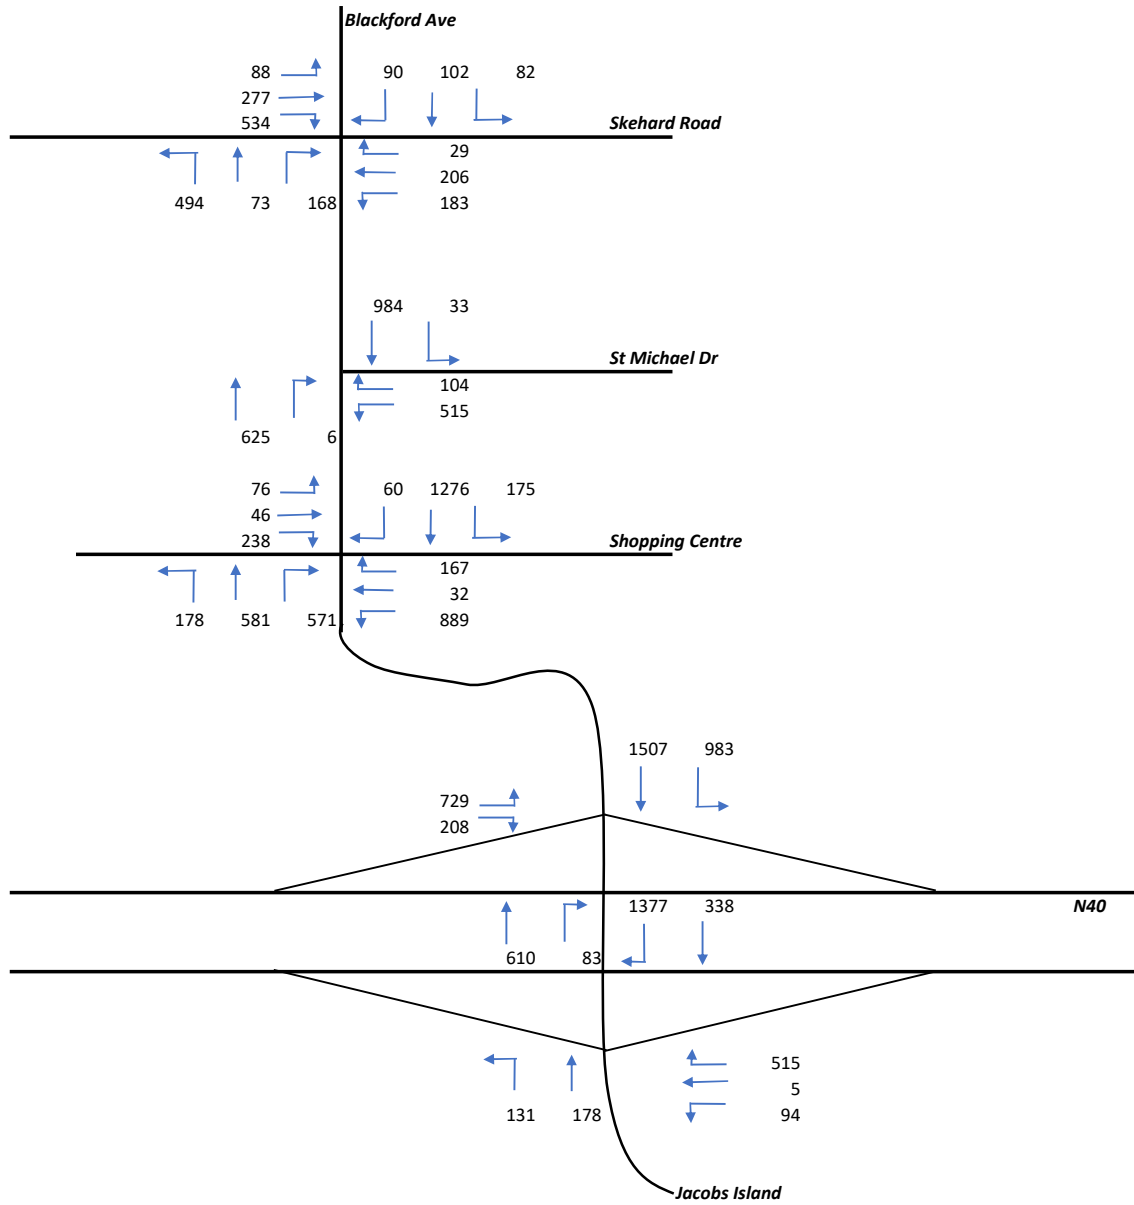 Blackford Ave
88 90 102 82
277
534 Skehard Road
29
206
494 73 168 183
984 33
St Michael Dr
104
515
625 6
76 60 1276 175
46
238 Shopping Centre
167
32
178 581 571 889
1507 983
729
208
1377 338 N40
610 83
515
5
131 178 94
Jacobs Island